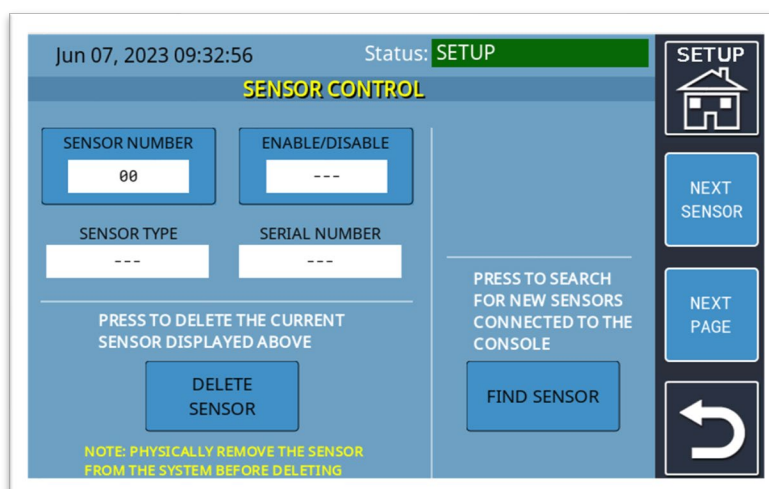 Jun 07, 2023 09:32:56
Status: SETUP
SENSOR CONTROL
SENSOR NUMBER
00
ENABLE/DISABLE
---
SENSOR TYPE
---
SERIAL NUMBER
---
PRESS TO DELETE THE CURRENT
SENSOR DISPLAYED ABOVE
DELETE
SENSOR
NOTE: PHYSICALLY REMOVE THE SENSOR
FROM THE SYSTEM BEFORE DELETING
PRESS TO SEARCH
FOR NEW SENSORS
CONNECTED TO THE
CONSOLE
FIND SENSOR
SETUP
NEXT
SENSOR
NEXT
PAGE